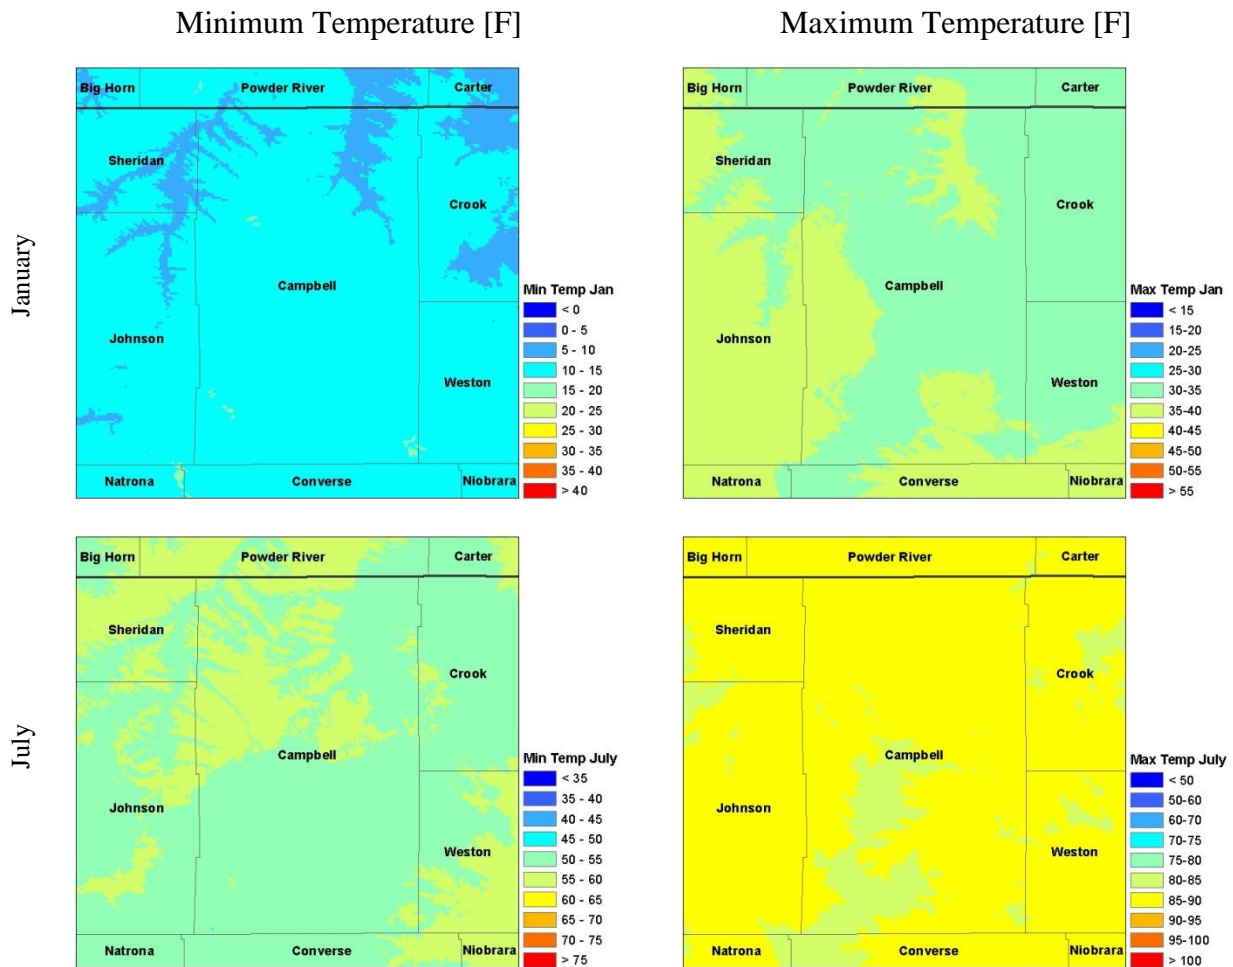 Minimum Temperature [F]
Maximum Temperature [F]
January
Big Horn
Powder River
Carter
Sheridan
Crook
Campbell
Johnson
Weston
Natrona
Converse
Niobrara
Min Temp Jan
< 0
0 - 5
5 - 10
10 - 15
15 - 20
20 - 25
25 - 30
30 - 35
35 - 40
> 40
Big Horn
Powder River
Carter
Sheridan
Crook
Campbell
Johnson
Weston
Natrona
Converse
Niobrara
Max Temp Jan
< 15
15-20
20-25
25-30
30-35
35-40
40-45
45-50
50-55
> 55
July
Big Horn
Powder River
Carter
Sheridan
Crook
Campbell
Johnson
Weston
Natrona
Converse
Niobrara
Min Temp July
< 35
35 - 40
40 - 45
45 - 50
50 - 55
55 - 60
60 - 65
65 - 70
70 - 75
> 75
Big Horn
Powder River
Carter
Sheridan
Crook
Campbell
Johnson
Weston
Natrona
Converse
Niobrara
Max Temp July
< 50
50-60
60-70
70-75
75-80
80-85
85-90
90-95
95-100
> 100